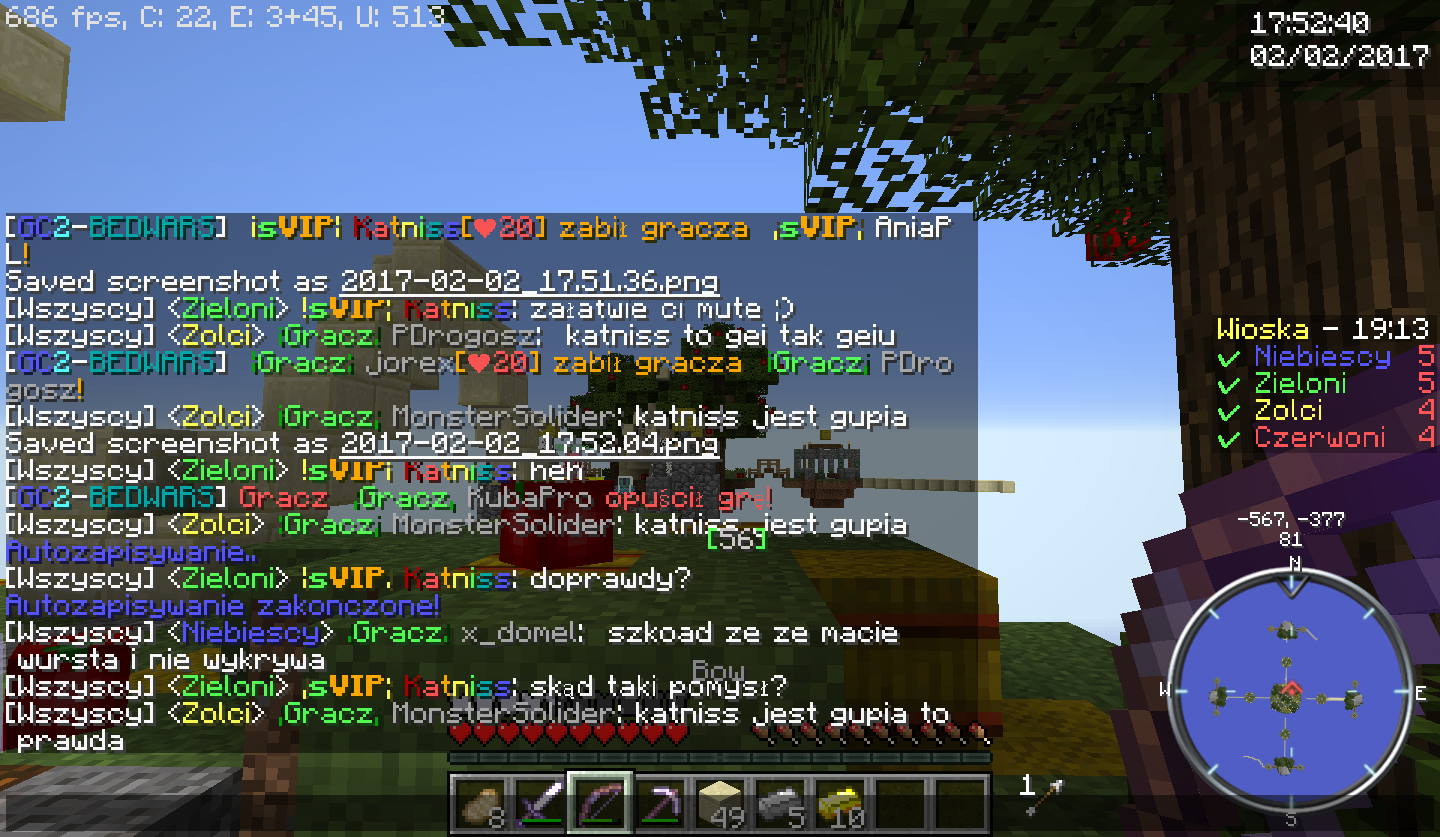 686 fps, C: 22, E: 3+45, U: 513
17:52:40
02/02/2017
[GC2-BEDWARS] isVIP¦ Katniss[♥20] zabił gracza ,sVIP, AniaP
L!
Saved screenshot as 2017-02-02_17.51.36.png
[Wszyscy] <Zieloni> !sVIP¦ Katniss: załatwie ci mute ;)
[Wszyscy] <Zolci> ¡Gracz! PDrogosz: katniss to gei tak geiu
[GC2-BEDWARS] ¡Gracz¡ jorex[♥20] zabił gracza ¡Gracz¡ PDro
gosz!
[Wszyscy] <Zolci> ¡Gracz¡ MonsterSolider: katniss jest gupia
Saved screenshot as 2017-02-02_17.52.04.png
[Wszyscy] <Zieloni> !sVIP¡ Katniss: heh
[GC2-BEDWARS] Gracz .Gracz, KubaPro opuścił grę!
[Wszyscy] <Zolci> ¡Gracz¡ MonsterSolider: katniss jest gupia
Autozapisywanie..
[Wszyscy] <Zieloni> ¦sVIP. Katniss: doprawdy?
Autozapisywanie zakonczone!
[Wszyscy] <Niebiescy> .Gracz. x_domel: szkoad ze ze macie
wursta i nie wykrywa
[Wszyscy] <Zieloni> ,sVIP¦ Katniss: skąd taki pomysł?
[Wszyscy] <Zolci> ,Gracz, MonsterSolider: katniss jest gupia to
prawda
[56]
Bow
Wioska - 19:13
✓ Niebiescy 5
✓ Zieloni 5
✓ Zolci 4
✓ Czerwoni 4
-567, -377
81
N
W
E
S
8
49
5
10
1